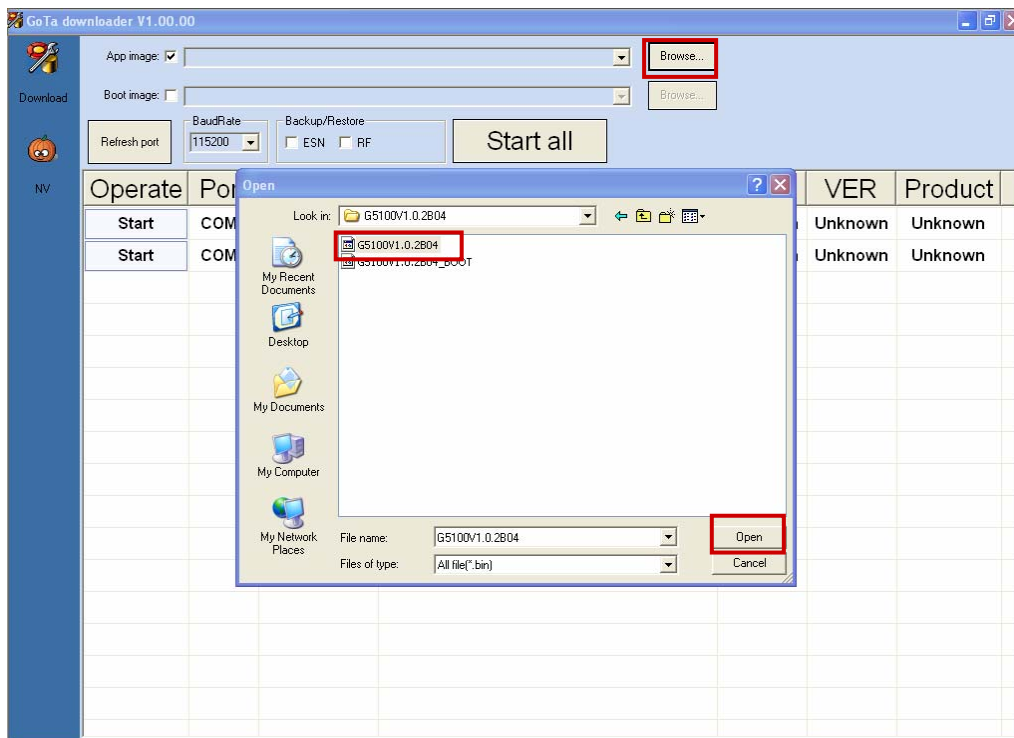 GoTa downloader V1.00.00
App image:
Browse...
Download
Boot image:
Browse...
BaudRate
Backup/Restore
Refresh port
115200
ESN
RF
Start all
NV
Operate
Open
VER
Product
Look in:
G5100V1.0.2B04
Start
COM
Unknown
Unknown
G5100V1.0.2B04
Start
COM
G5100V1.0.2B04_BOOT
Unknown
Unknown
My Recent
Documents
Desktop
My Documents
My Computer
My Network
Places
File name:
G5100V1.0.2B04
Open
Files of type:
All file(*.bin)
Cancel